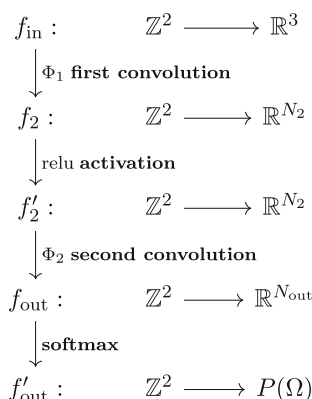 f_in : ℤ² ⟶ ℝ³
Φ₁ first convolution
f₂ : ℤ² ⟶ ℝ^{N₂}
relu activation
f₂′ : ℤ² ⟶ ℝ^{N₂}
Φ₂ second convolution
f_out : ℤ² ⟶ ℝ^{N_out}
softmax
f′_out : ℤ² ⟶ P(Ω)